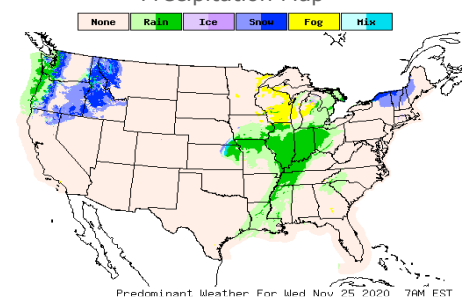 Precipitation Map
None Rain Ice Snow Fog Mix
Predominant Weather For Wed Nov 25 2020 7AM EST